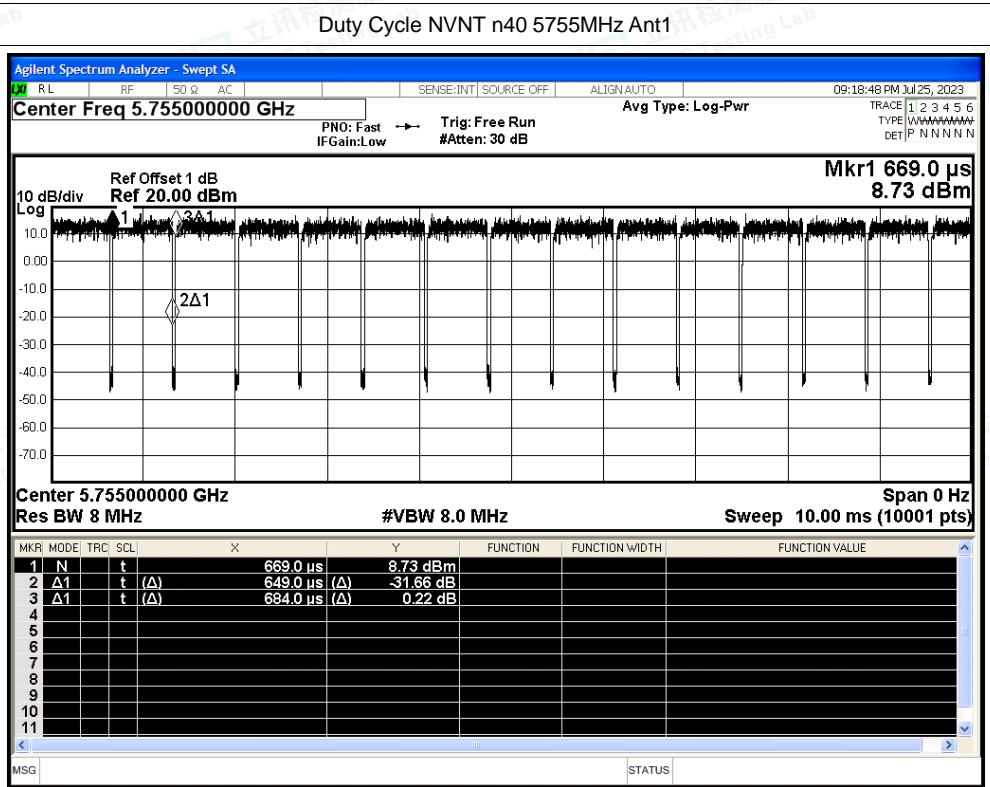 Duty Cycle NVNT n40 5755MHz Ant1
Agilent Spectrum Analyzer - Swept SA
LXI RL RF 50 Ω AC SENSE:INT SOURCE OFF ALIGN AUTO 09:18:48 PM Jul 25, 2023
Center Freq 5.755000000 GHz Avg Type: Log-Pwr TRACE 1 2 3 4 5 6
PNO: Fast Trig: Free Run TYPE WWWWWW
IFGain:Low #Atten: 30 dB DET P N N N N N
Mkr1 669.0 µs
Ref Offset 1 dB
10 dB/div Ref 20.00 dBm 8.73 dBm
Log
1 3Δ1
10.0
0.00
-10.0
2Δ1
-20.0
-30.0
-40.0
-50.0
-60.0
-70.0
Center 5.755000000 GHz Span 0 Hz
Res BW 8 MHz #VBW 8.0 MHz Sweep 10.00 ms (10001 pts)
MKR MODE TRC SCL X Y FUNCTION FUNCTION WIDTH FUNCTION VALUE
1 N t 669.0 µs 8.73 dBm
2 Δ1 t (Δ) 649.0 µs (Δ) -31.66 dB
3 Δ1 t (Δ) 684.0 µs (Δ) 0.22 dB
4
5
6
7
8
9
10
11
MSG STATUS